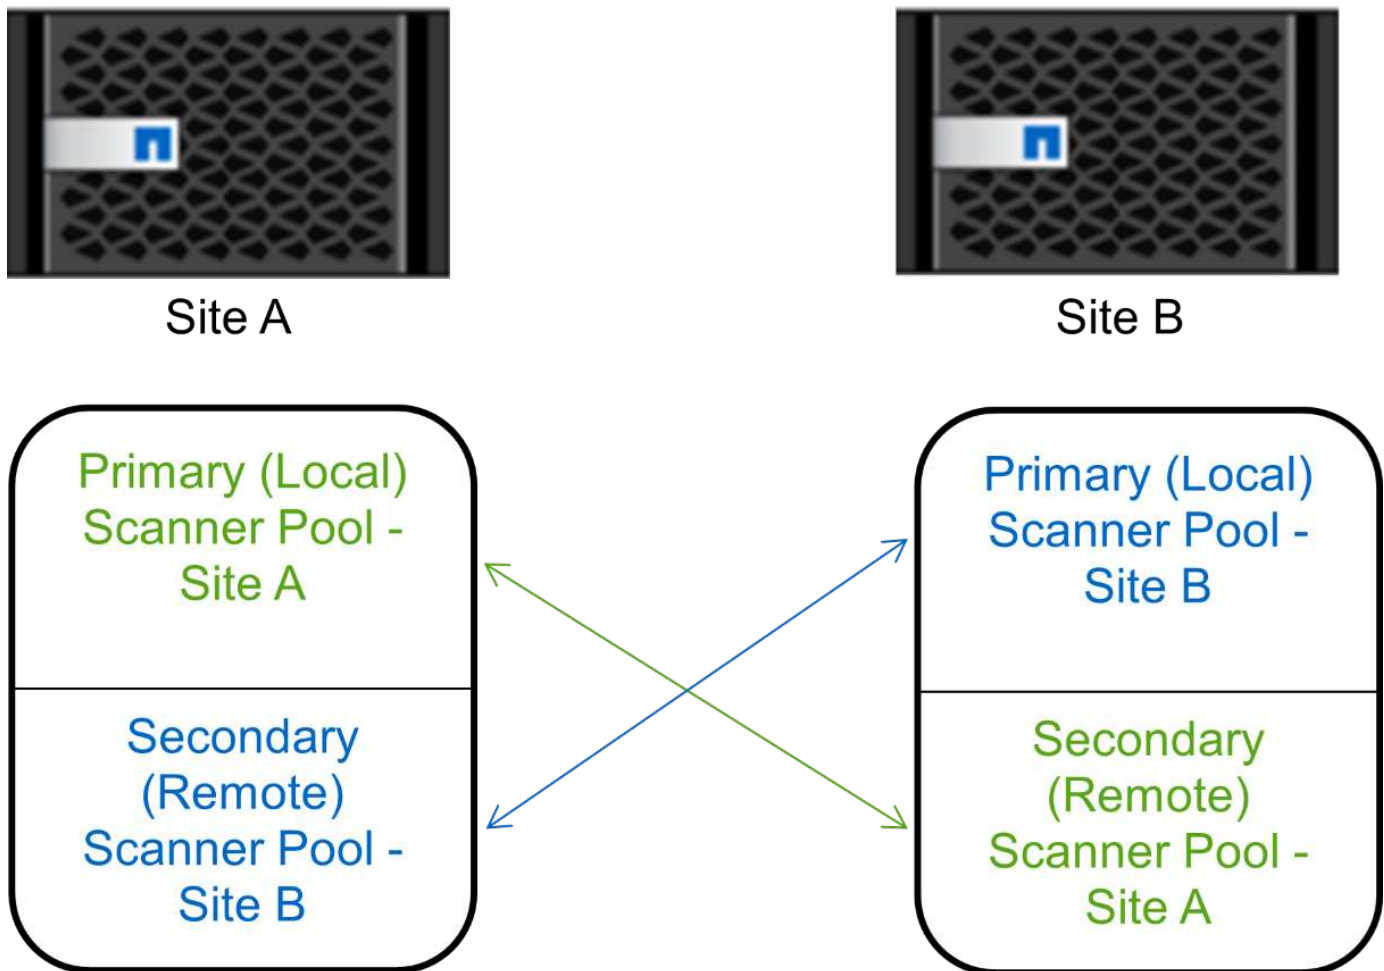 Site A
Site B
Primary (Local)
Scanner Pool -
Site A
Secondary
(Remote)
Scanner Pool -
Site B
Primary (Local)
Scanner Pool -
Site B
Secondary
(Remote)
Scanner Pool -
Site A